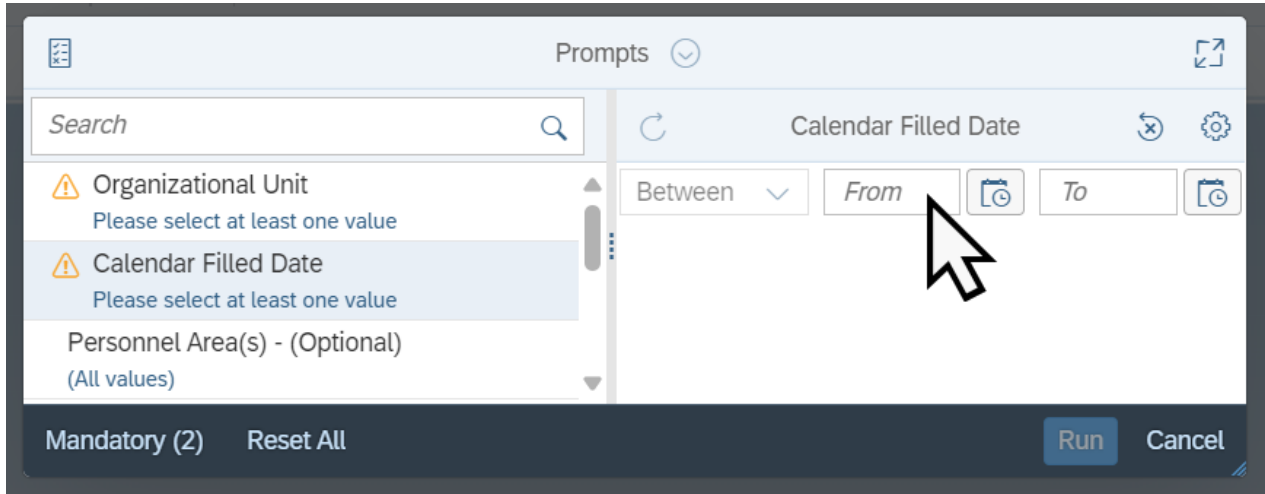 Prompts
Search
Calendar Filled Date
Organizational Unit
Please select at least one value
Calendar Filled Date
Please select at least one value
Personnel Area(s) - (Optional)
(All values)
Between
From
To
Mandatory (2)
Reset All
Run
Cancel